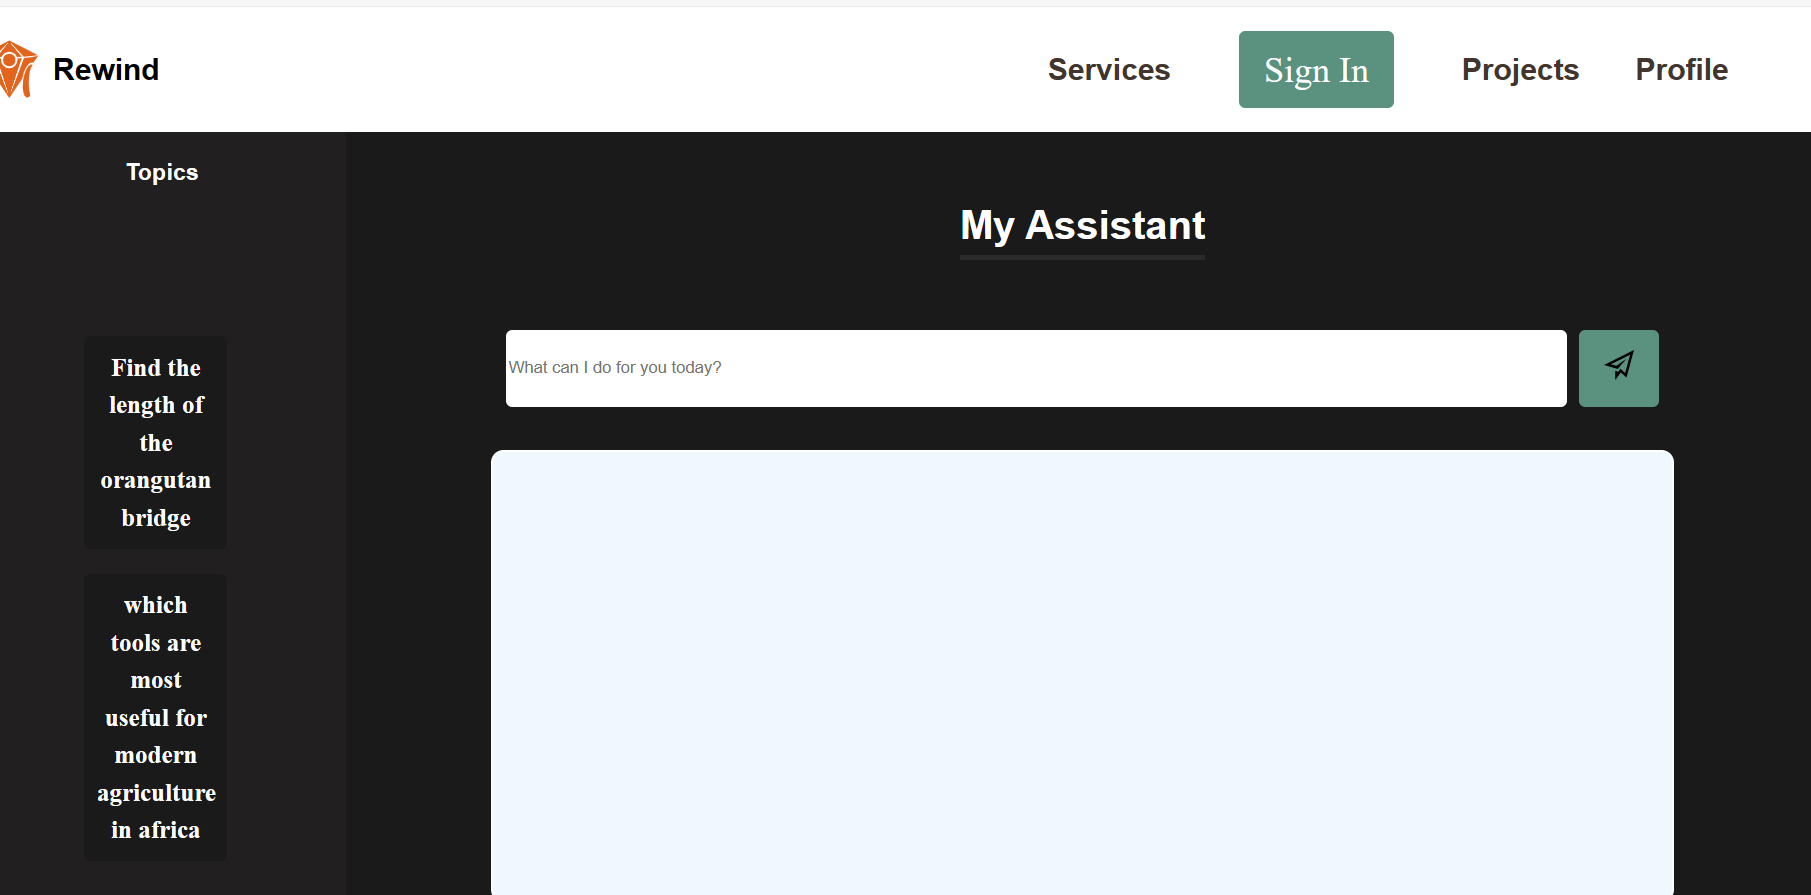 Rewind
Services
Sign In
Projects
Profile
Topics
My Assistant
What can I do for you today?
Find the
length of
the
orangutan
bridge
which
tools are
most
useful for
modern
agriculture
in africa